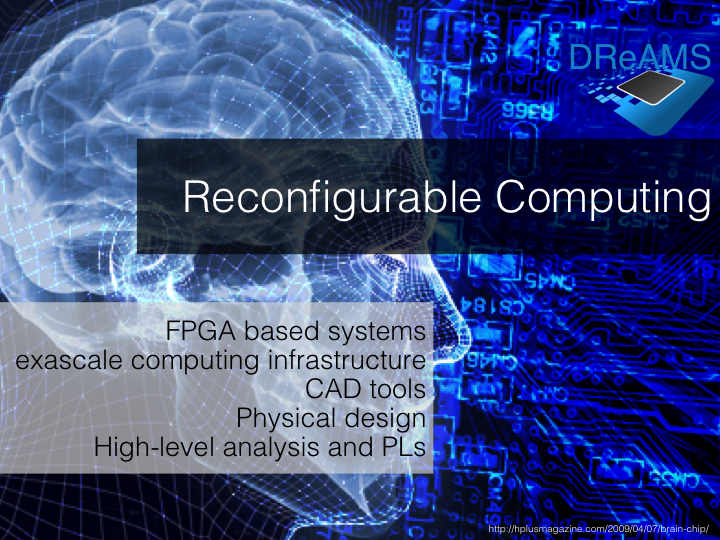 DReAMS
Reconfigurable Computing
FPGA based systems
exascale computing infrastructure
CAD tools
Physical design
High-level analysis and PLs
http://hplusmagazine.com/2009/04/07/brain-chip/